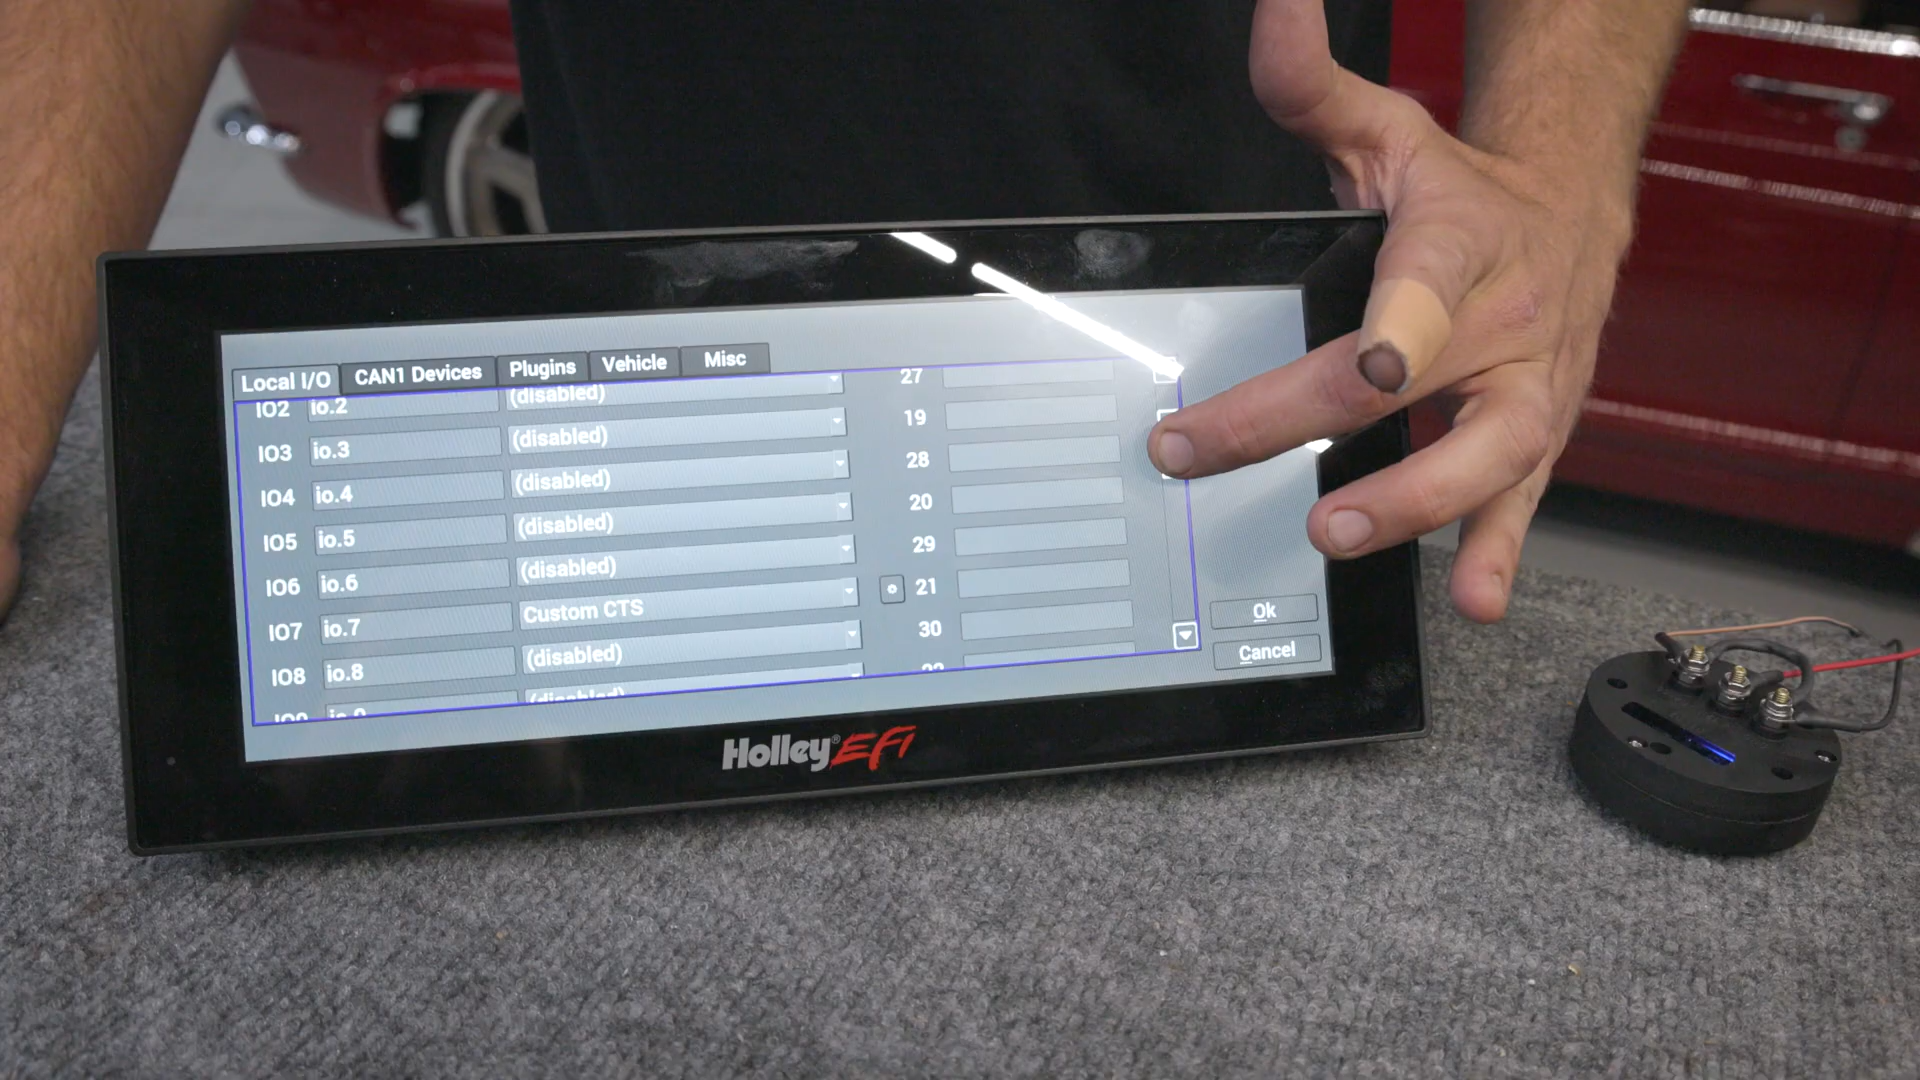 Local I/O CAN1 Devices Plugins Vehicle Misc
IO2 io.2 (disabled) 27
IO3 io.3 (disabled) 19
IO4 io.4 (disabled) 28
IO5 io.5 (disabled) 20
IO6 io.6 (disabled) 29
IO7 io.7 Custom CTS 21
IO8 io.8 (disabled) 30
(disabled)
Ok
Cancel
Holley® EFI